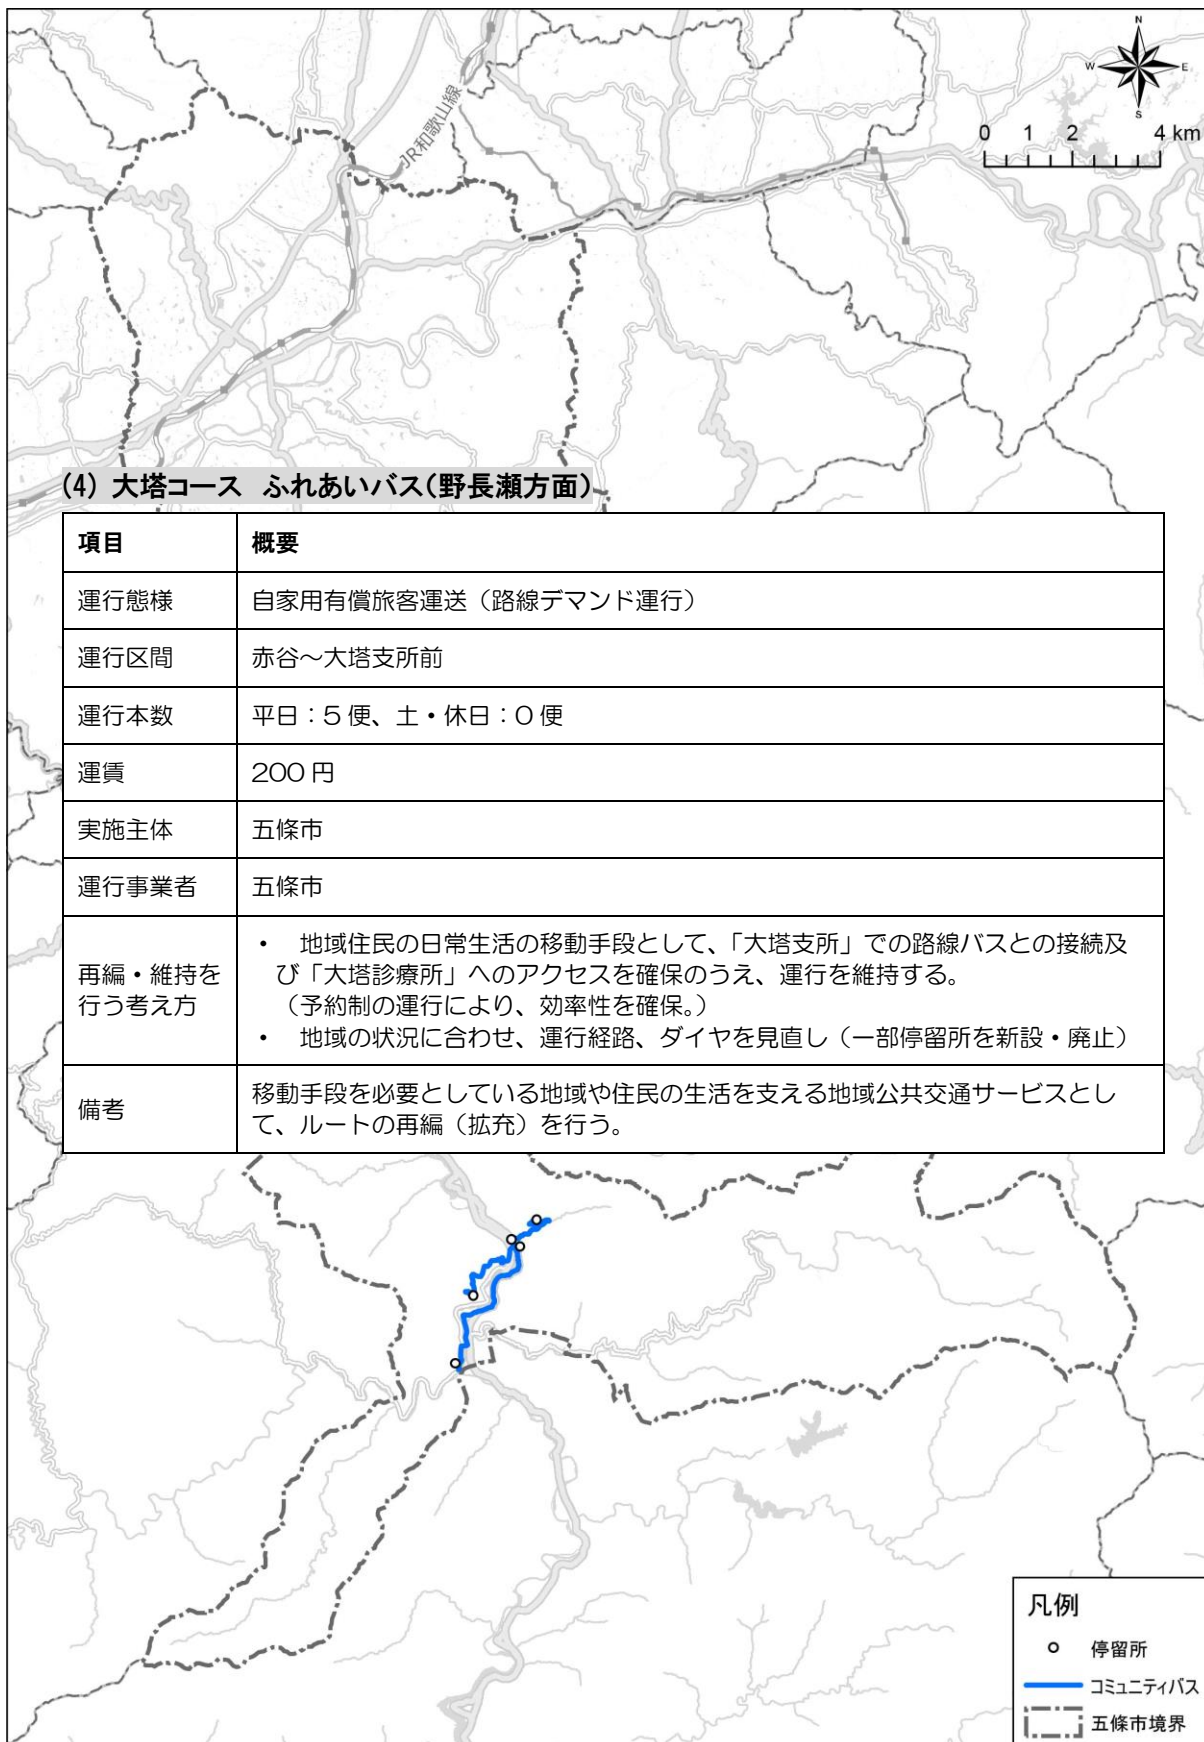 N
W E
S
0 1 2 4 km
JR和歌山線
(4) 大塔コース ふれあいバス(野長瀬方面)
項目 概要
運行態様 自家用有償旅客運送（路線デマンド運行）
運行区間 赤谷～大塔支所前
運行本数 平日：5便、土・休日：0便
運賃 200円
実施主体 五條市
運行事業者 五條市
再編・維持を
行う考え方
・ 地域住民の日常生活の移動手段として、「大塔支所」での路線バスとの接続及
び「大塔診療所」へのアクセスを確保のうえ、運行を維持する。
（予約制の運行により、効率性を確保。）
・ 地域の状況に合わせ、運行経路、ダイヤを見直し（一部停留所を新設・廃止）
備考
移動手段を必要としている地域や住民の生活を支える地域公共交通サービスとし
て、ルートの再編（拡充）を行う。
凡例
停留所
コミュニティバス
五條市境界